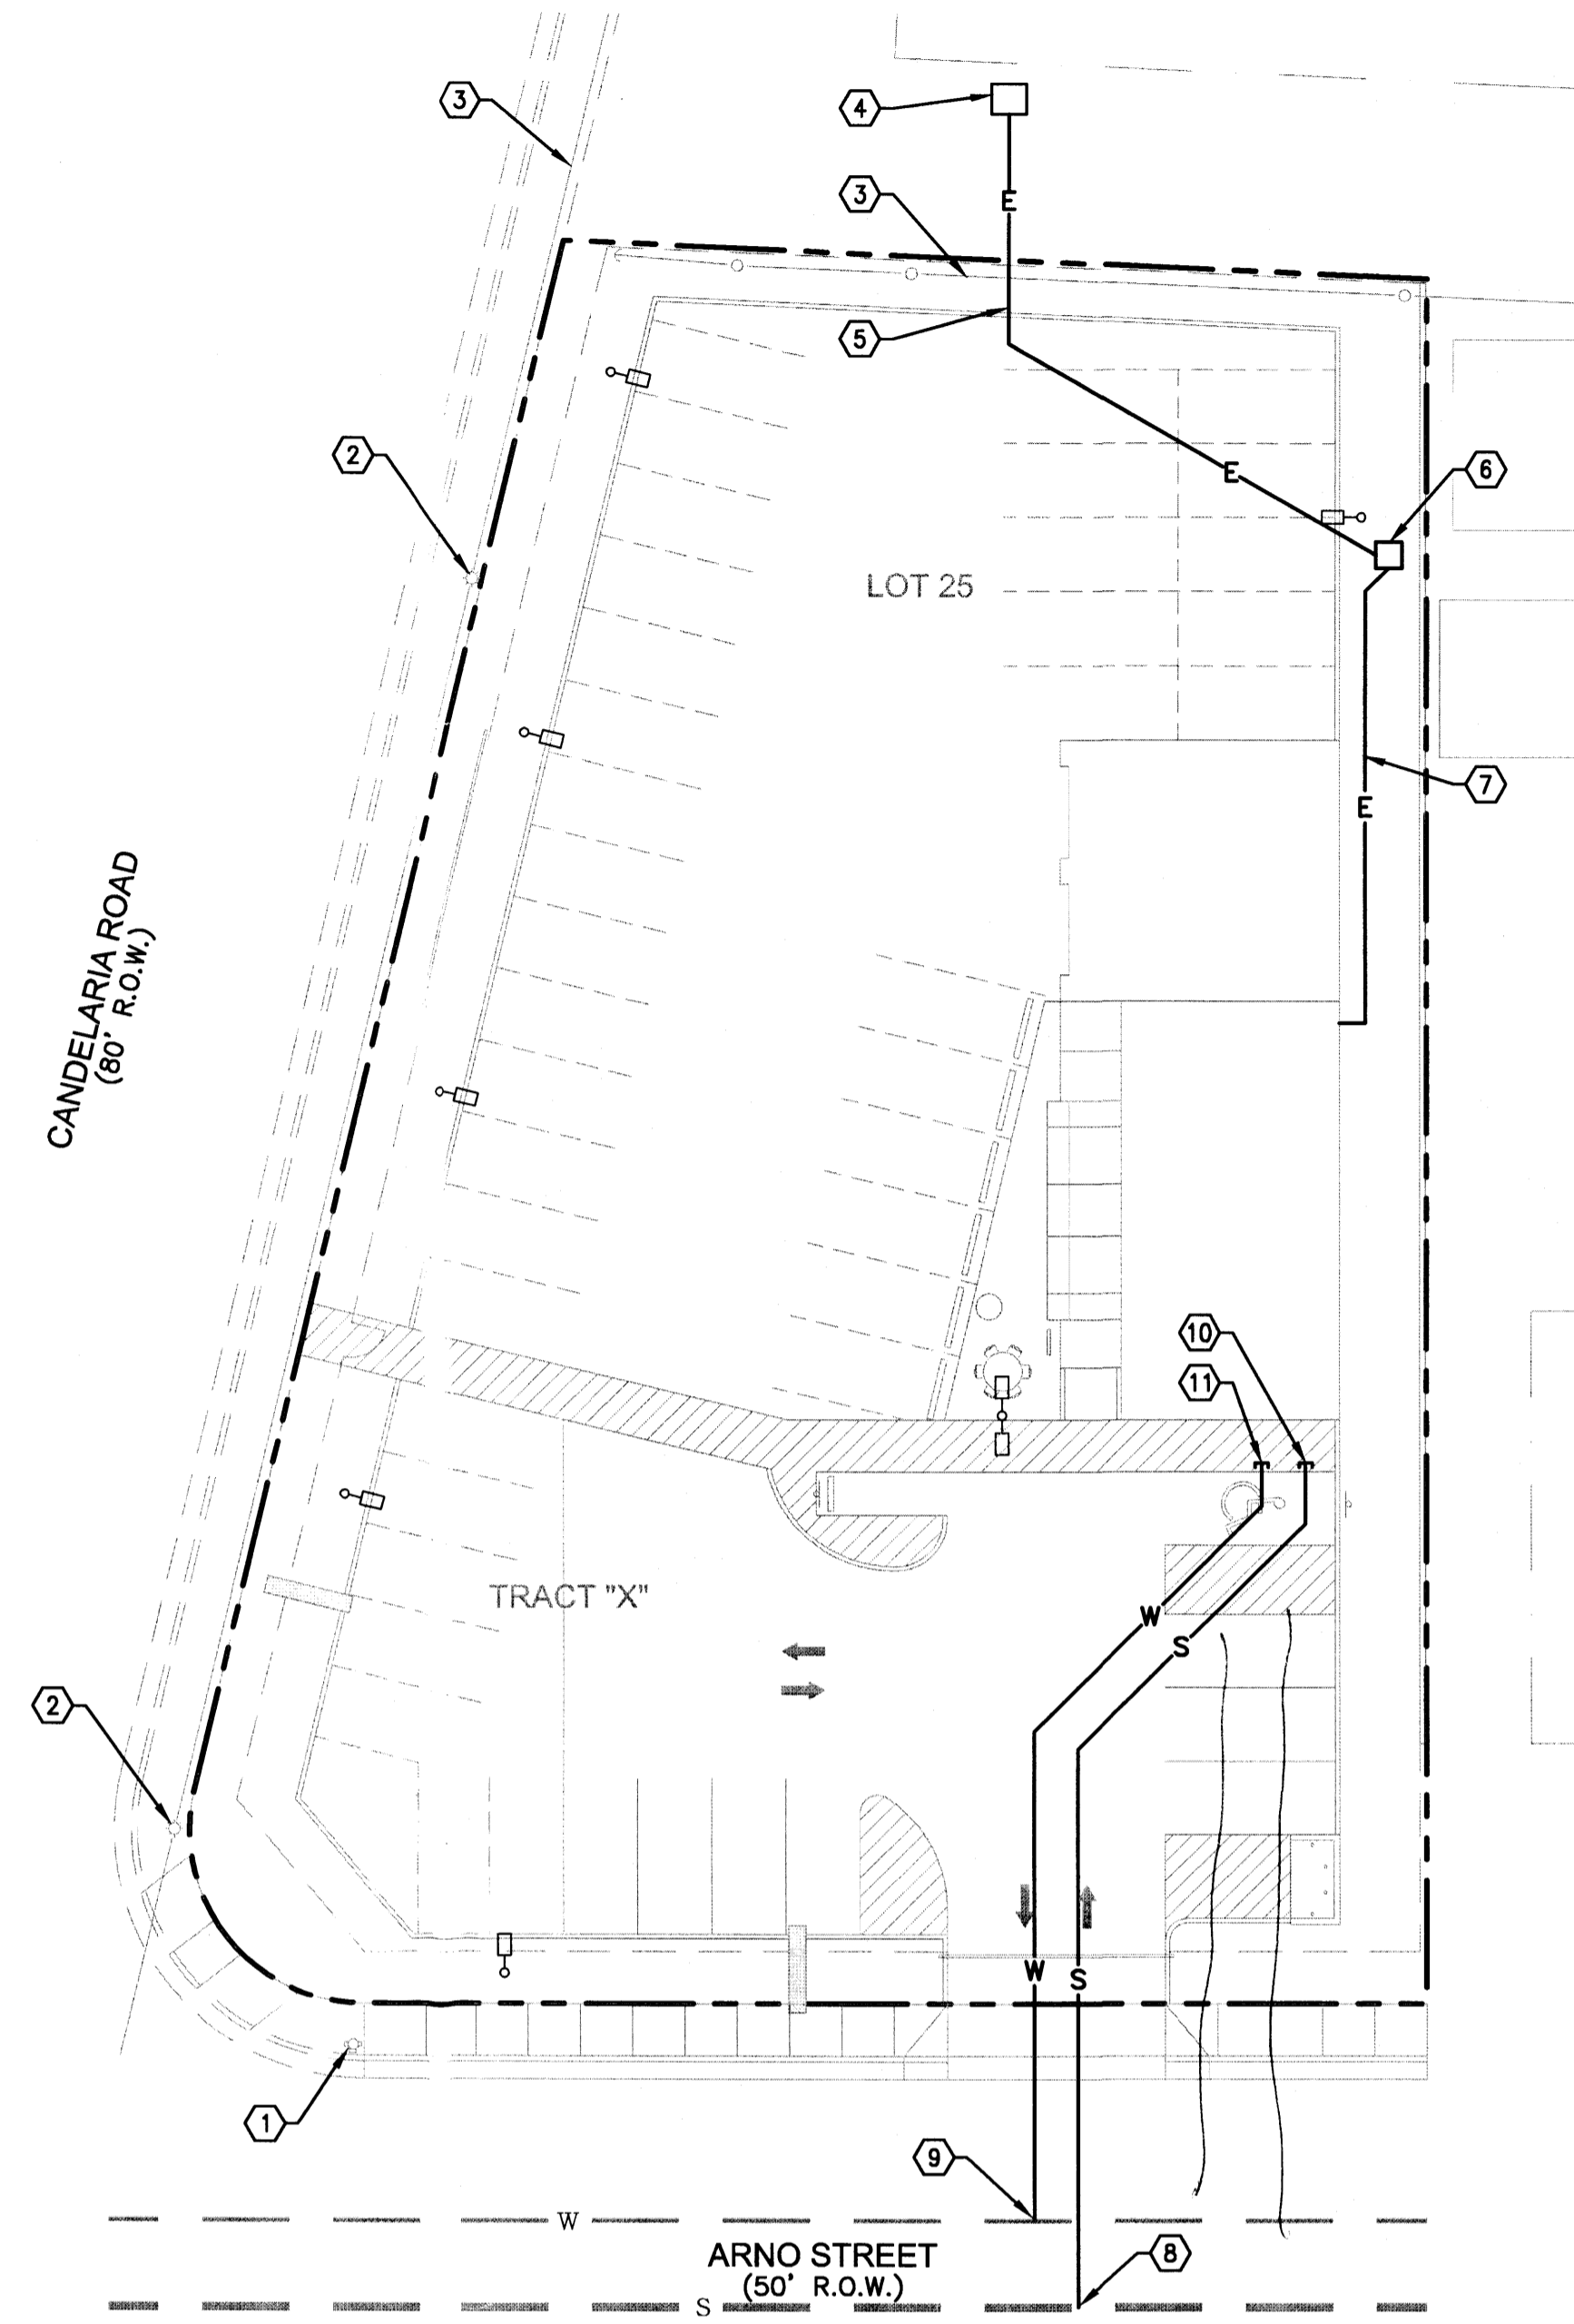 3
4
3
E
5
2
E
6
LOT 25
7
E
CANDELARIA ROAD
(80' R.O.W.)
10
11
TRACT "X"
W
S
2
W
S
1
9
W
ARNO STREET
(50' R.O.W.)
8
S